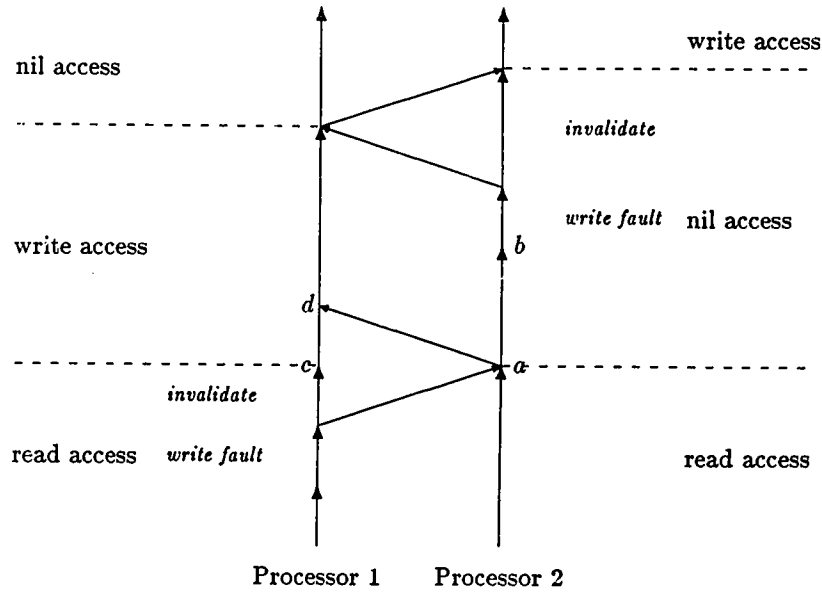 write access
nil access
invalidate
write fault nil access
b
write access
d
c a
invalidate
read access write fault
read access
Processor 1 Processor 2